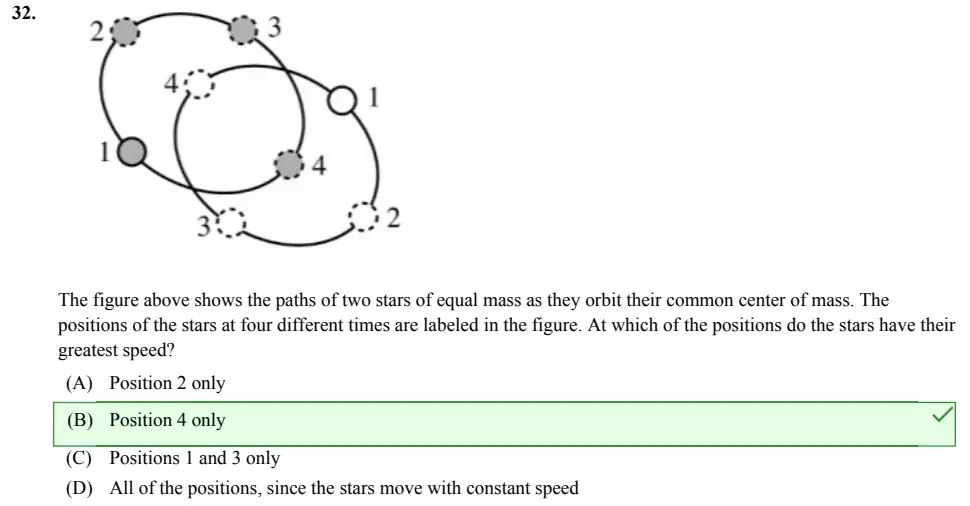 32.
2
3
4
1
1
4
3
2
The figure above shows the paths of two stars of equal mass as they orbit their common center of mass. The
positions of the stars at four different times are labeled in the figure. At which of the positions do the stars have their
greatest speed?
(A) Position 2 only
(B) Position 4 only
(C) Positions 1 and 3 only
(D) All of the positions, since the stars move with constant speed